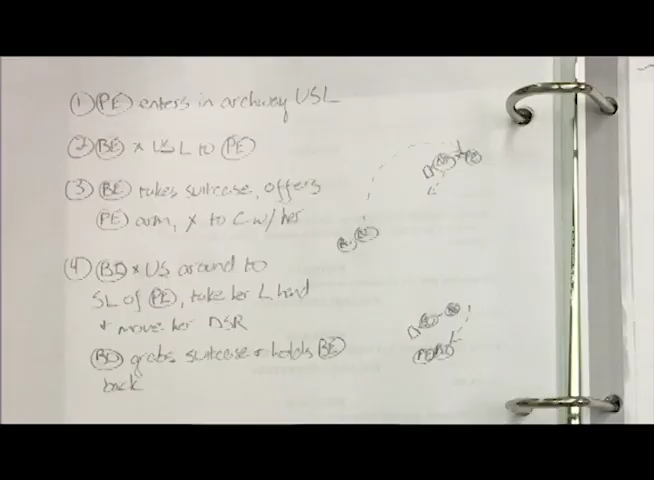 ① PE enters in archway USL
② BE x US L to PE
③ BE takes suitcase, offers
PE arm, x to C w/ her
④ BD x US around to
SL of PE, take her L hand
+ move her DSR
BD grabs suitcase + holds BE
back